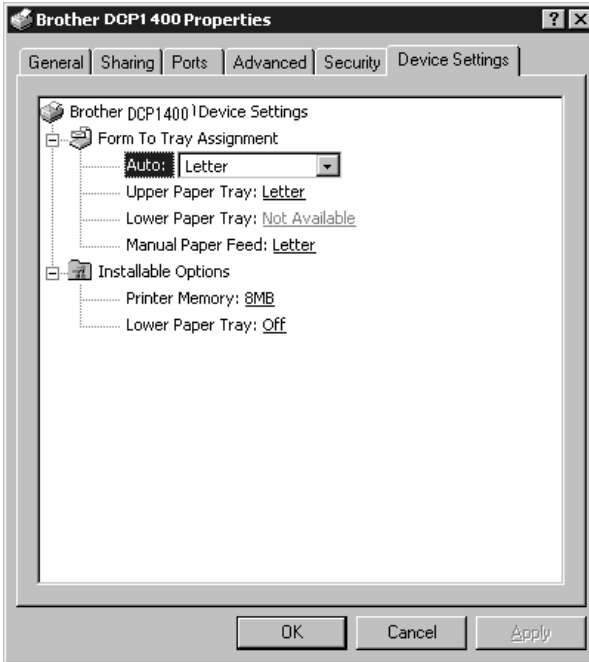 Brother DCP1400 Properties
General Sharing Ports Advanced Security Device Settings
Brother DCP1400 Device Settings
Form To Tray Assignment
Auto: Letter
Upper Paper Tray: Letter
Lower Paper Tray: Not Available
Manual Paper Feed: Letter
Installable Options
Printer Memory: 8MB
Lower Paper Tray: Off
OK Cancel Apply